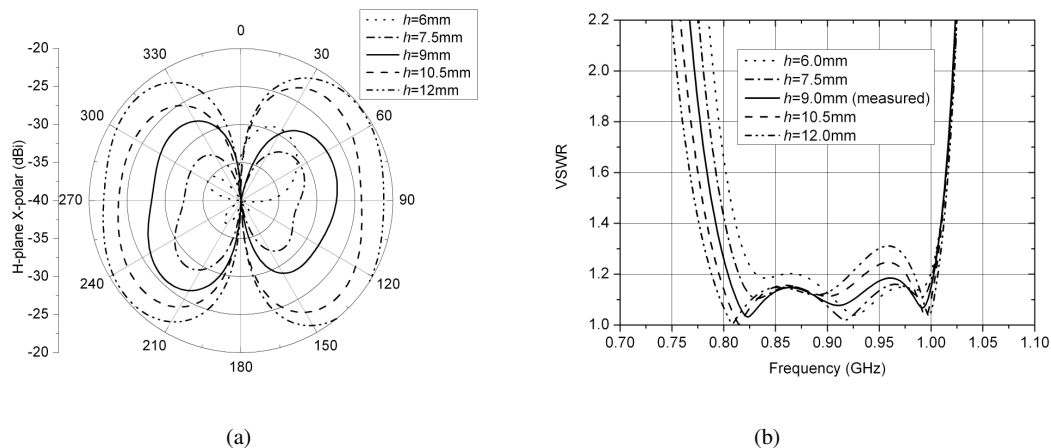 h=6mm
h=7.5mm
h=9mm
h=10.5mm
h=12mm
0
30
60
90
120
150
180
210
240
270
300
330
-20
-25
-30
-35
-40
-35
-30
-25
-20
H-plane X-polar (dBi)
(a)
2.2
2.0
1.8
1.6
1.4
1.2
1.0
VSWR
h=6.0mm
h=7.5mm
h=9.0mm (measured)
h=10.5mm
h=12.0mm
0.70 0.75 0.80 0.85 0.90 0.95 1.00 1.05 1.10
Frequency (GHz)
(b)